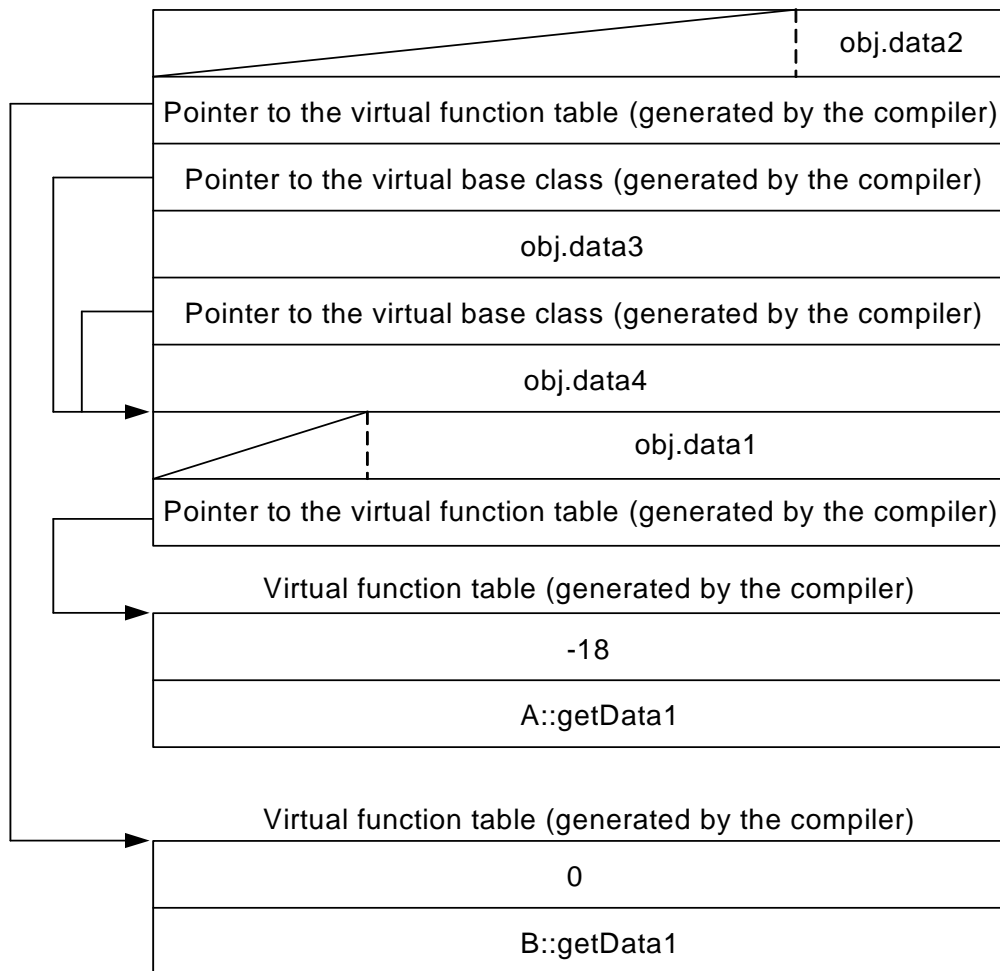 obj.data2
Pointer to the virtual function table (generated by the compiler)
Pointer to the virtual base class (generated by the compiler)
obj.data3
Pointer to the virtual base class (generated by the compiler)
obj.data4
obj.data1
Pointer to the virtual function table (generated by the compiler)
Virtual function table (generated by the compiler)
-18
A::getData1
Virtual function table (generated by the compiler)
0
B::getData1